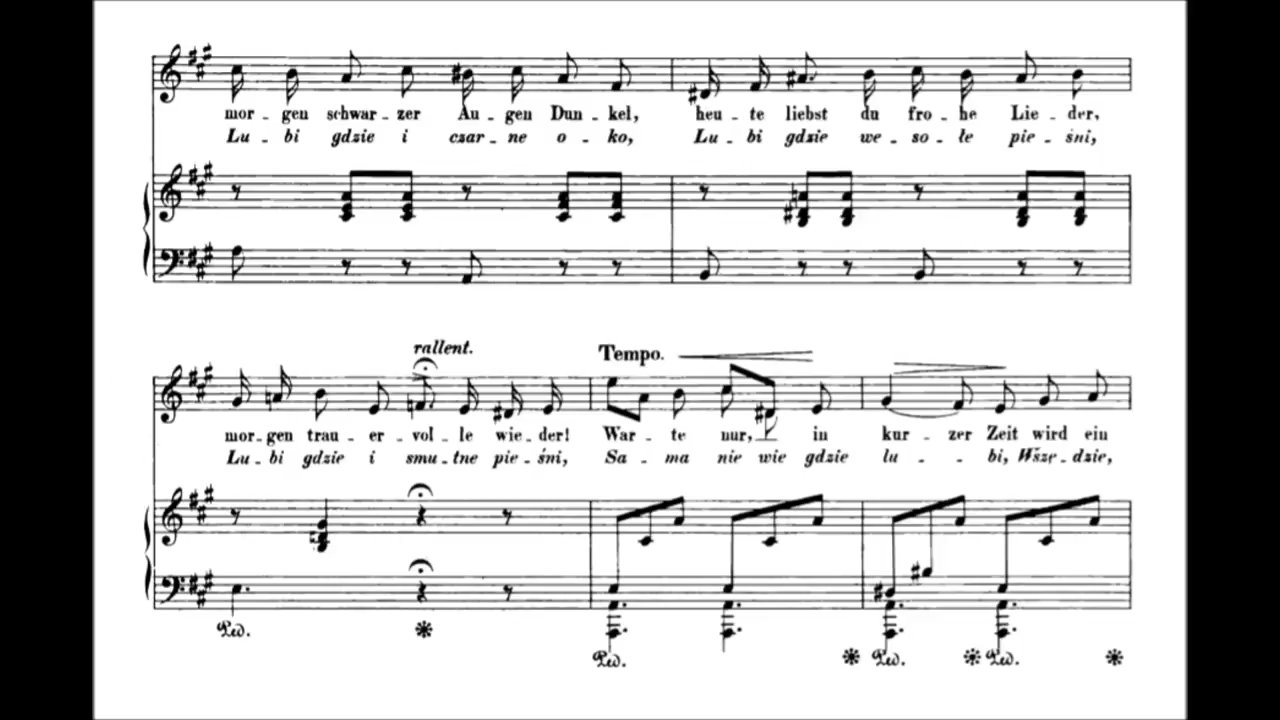 mor - gen schwar - zer Au - gen Dun - kel, heu - te liebst du fro - he Lie - der,
Lu - bi gdzie i czar - ne o - ko, Lu - bi gdzie we - so - łe pie - śni,
rallent.
Tempo.
mor - gen trau - er - vol - le wie - der! War - te nur, in kur - zer Zeit wird ein
Lu - bi gdzie i smu - tne pie - śni, Sa - ma nie wie gdzie lu - bi, Wszę - dzie,
Ped.
Ped. Ped. Ped.